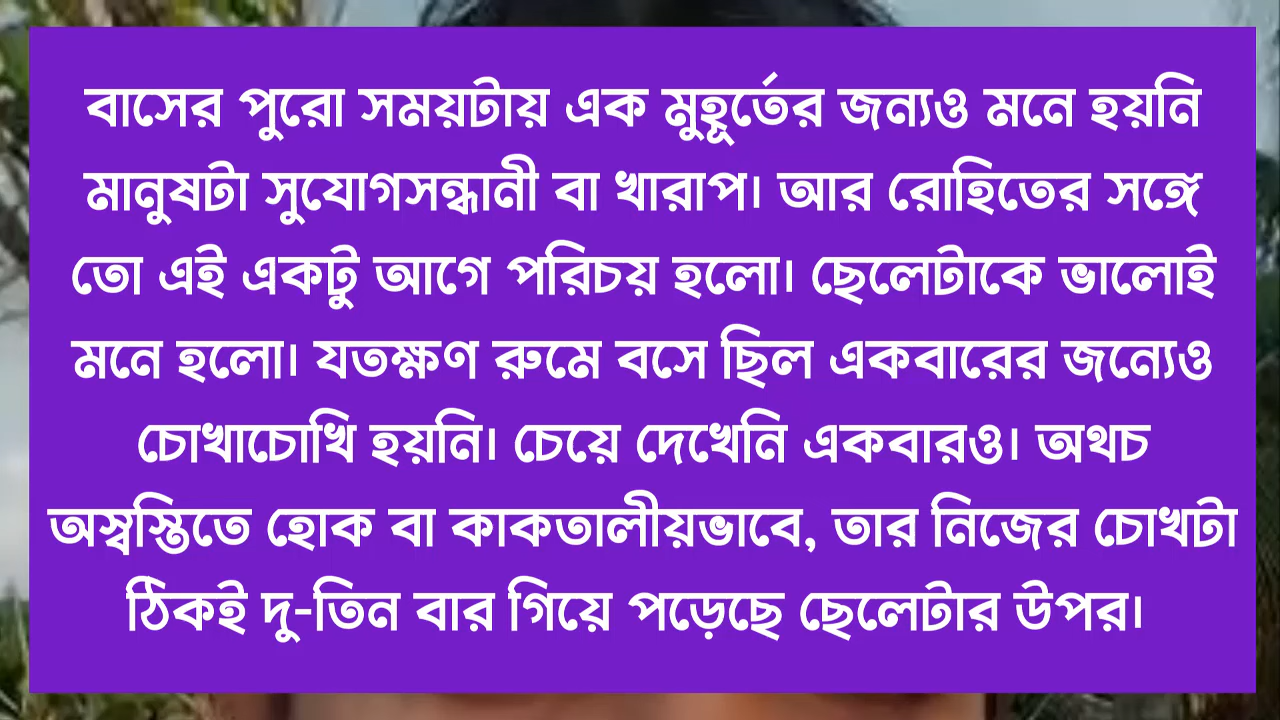 বাসের পুরো সময়টায় এক মুহূর্তের জন্যও মনে হয়নি
মানুষটা সুযোগসন্ধানী বা খারাপ। আর রোহিতের সঙ্গে
তো এই একটু আগে পরিচয় হলো। ছেলেটাকে ভালোই
মনে হলো। যতক্ষণ রুমে বসে ছিল একবারের জন্যেও
চোখাচোখি হয়নি। চেয়ে দেখেনি একবারও। অথচ
অস্বস্তিতে হোক বা কাকতালীয়ভাবে, তার নিজের চোখটা
ঠিকই দু-তিন বার গিয়ে পড়েছে ছেলেটার উপর।